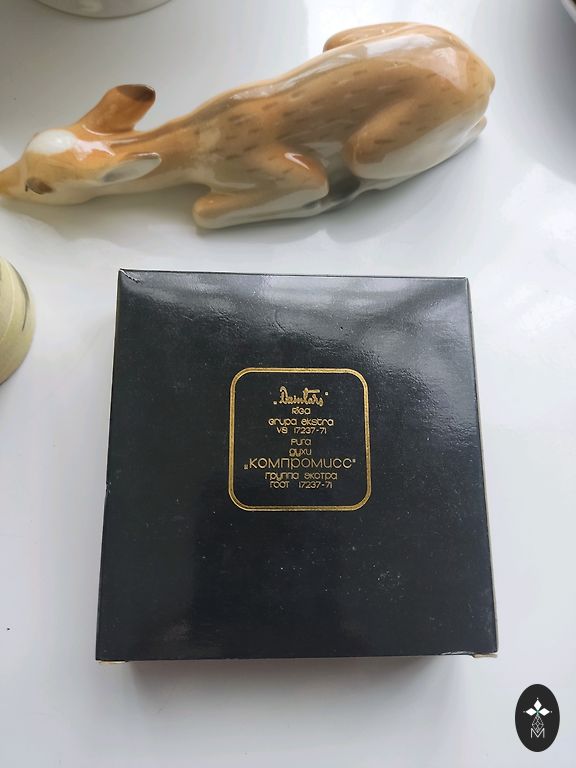 „Dzintars"
Rīga
Grupa ekstra
VS 17237-71
Рига
духи
„КОМПРОМИСС"
группа экстра
ГОСТ 17237-71
M